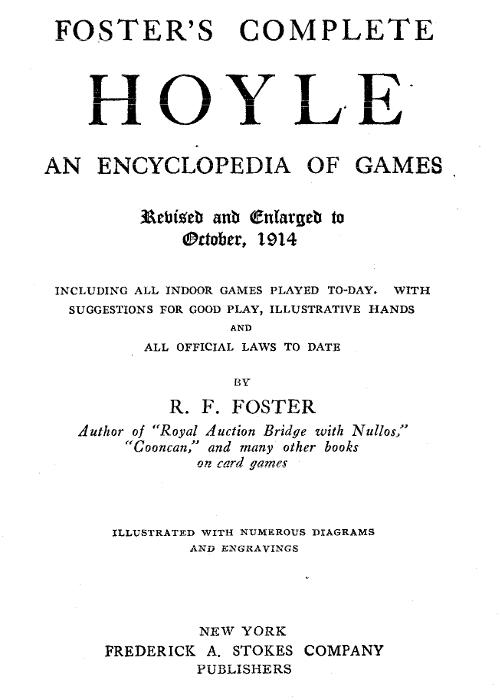 FOSTER'S COMPLETE
HOYLE
AN ENCYCLOPEDIA OF GAMES
Revised and Enlarged to
October, 1914
INCLUDING ALL INDOOR GAMES PLAYED TO-DAY. WITH
SUGGESTIONS FOR GOOD PLAY, ILLUSTRATIVE HANDS
AND
ALL OFFICIAL LAWS TO DATE
BY
R. F. FOSTER
Author of "Royal Auction Bridge with Nullos,"
"Cooncan," and many other books
on card games
ILLUSTRATED WITH NUMEROUS DIAGRAMS
AND ENGRAVINGS
NEW YORK
FREDERICK A. STOKES COMPANY
PUBLISHERS